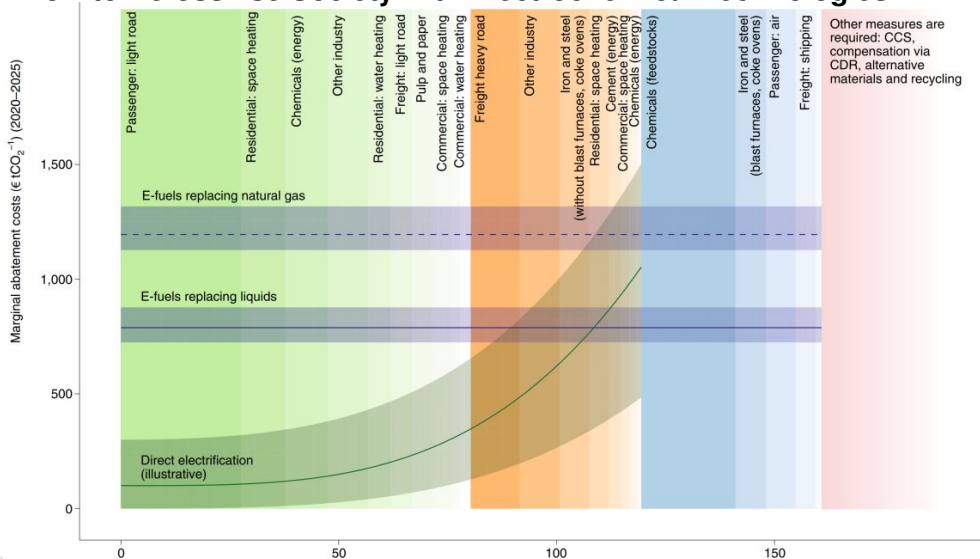 Marginal abatement costs (€ tCO₂⁻¹) (2020–2025)
1,500
1,000
500
0
0
50
100
150
Passenger: light road
Residential: space heating
Chemicals (energy)
Other industry
Residential: water heating
Freight: light road
Pulp and paper
Commercial: space heating
Commercial: water heating
Freight heavy road
Other industry
Iron and steel
(without blast furnaces, coke ovens)
Residential: space heating
Cement (energy)
Commercial: space heating
Chemicals (energy)
Chemicals (feedstocks)
Iron and steel
(blast furnaces, coke ovens)
Passenger: air
Freight: shipping
Other measures are
required: CCS,
compensation via
CDR, alternative
materials and recycling
E-fuels replacing natural gas
E-fuels replacing liquids
Direct electrification
(illustrative)